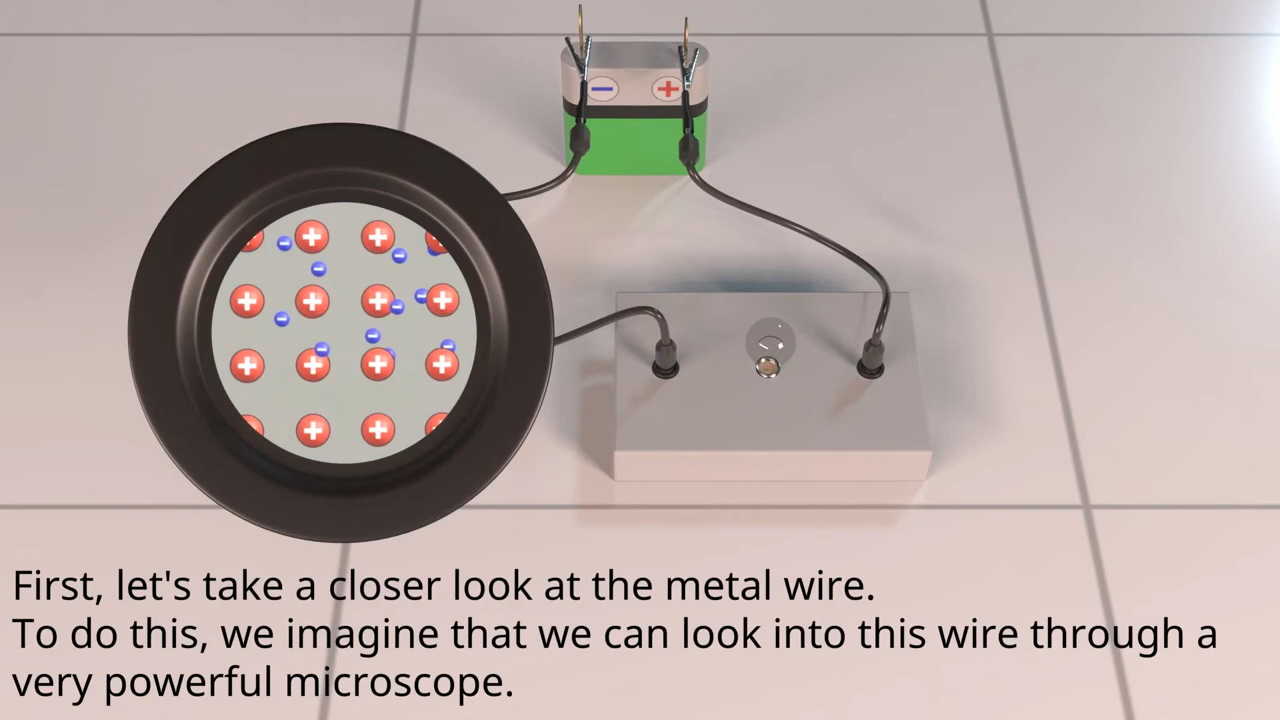 First, let's take a closer look at the metal wire.
To do this, we imagine that we can look into this wire through a
very powerful microscope.